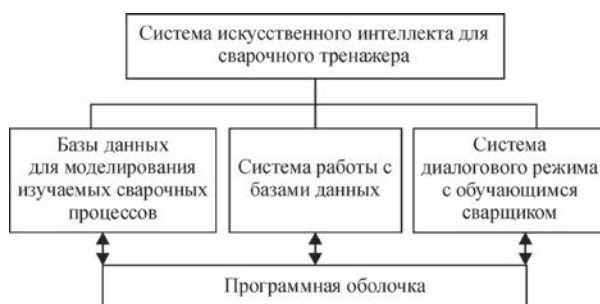 Система искусственного интеллекта для
сварочного тренажера
Базы данных
для моделирования
изучаемых сварочных
процессов
Система работы с
базами данных
Система
диалогового режима
с обучающимся
сварщиком
Программная оболочка